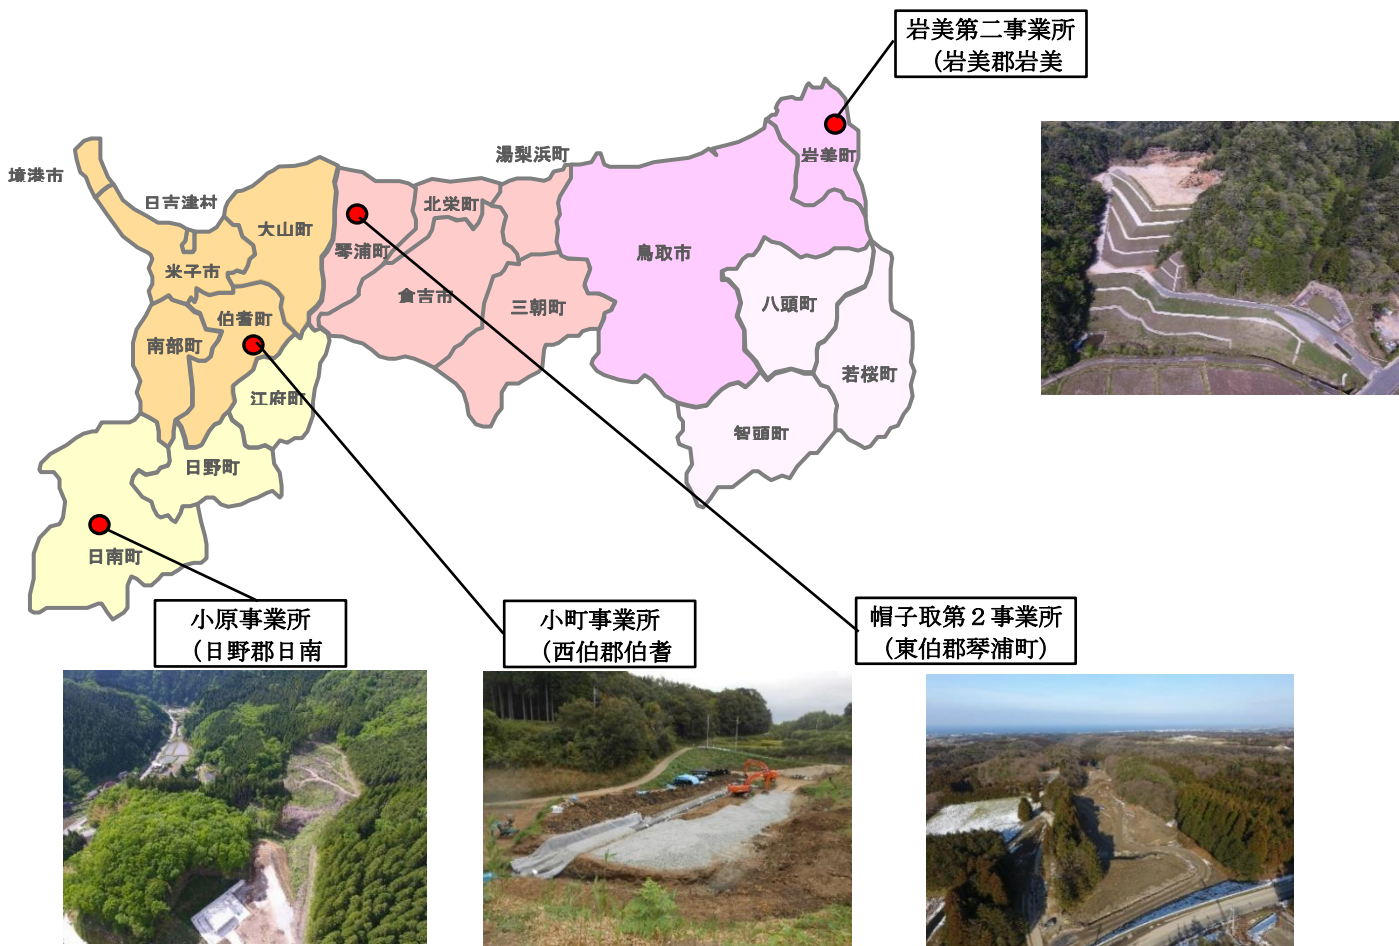 岩美第二事業所
（岩美郡岩美
湯梨浜町
岩美町
境港市
日吉津村
北栄町
大山町
琴浦町
鳥取市
米子市
倉吉市
三朝町
八頭町
伯耆町
南部町
若桜町
江府町
智頭町
日野町
日南町
小原事業所
（日野郡日南
小町事業所
（西伯郡伯耆
帽子取第２事業所
（東伯郡琴浦町）